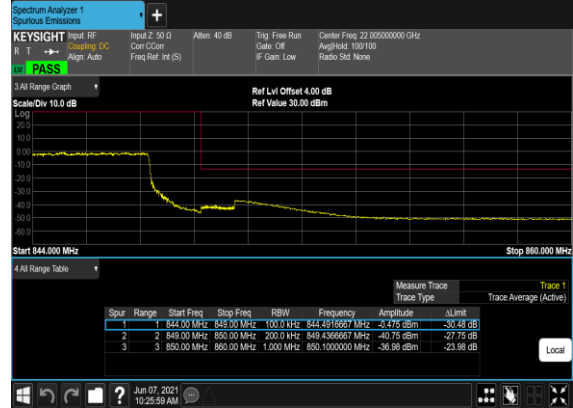 Spectrum Analyzer 1
Spurious Emissions
+
KEYSIGHT Input: RF Input Z: 50 Ω Atten: 40 dB Trig: Free Run Center Freq: 22.005000000 GHz
R T Coupling: DC Corr CCorr Gate: Off Avg|Hold: 100/100
Align: Auto Freq Ref: Int (S) IF Gain: Low Radio Std: None
PASS
3.All Range Graph
Ref Lvl Offset 4.00 dB
Scale/Div 10.0 dB Ref Value 30.00 dBm
Log
20.0
10.0
0.00
-10.0
-20.0
-30.0
-40.0
-50.0
-60.0
Start 844.000 MHz Stop 860.000 MHz
4 All Range Table
Measure Trace Trace 1
Trace Type Trace Average (Active)
Spur Range Start Freq Stop Freq RBW Frequency Amplitude ΔLimit
1 1 844.00 MHz 849.00 MHz 100.0 kHz 844.4916667 MHz -0.475 dBm -30.48 dB
2 2 849.00 MHz 850.00 MHz 200.0 kHz 849.4366667 MHz -40.75 dBm -27.75 dB
3 3 850.00 MHz 860.00 MHz 1.000 MHz 850.1000000 MHz -36.98 dBm -23.98 dB
Local
? Jun 07, 2021
10:25:59 AM